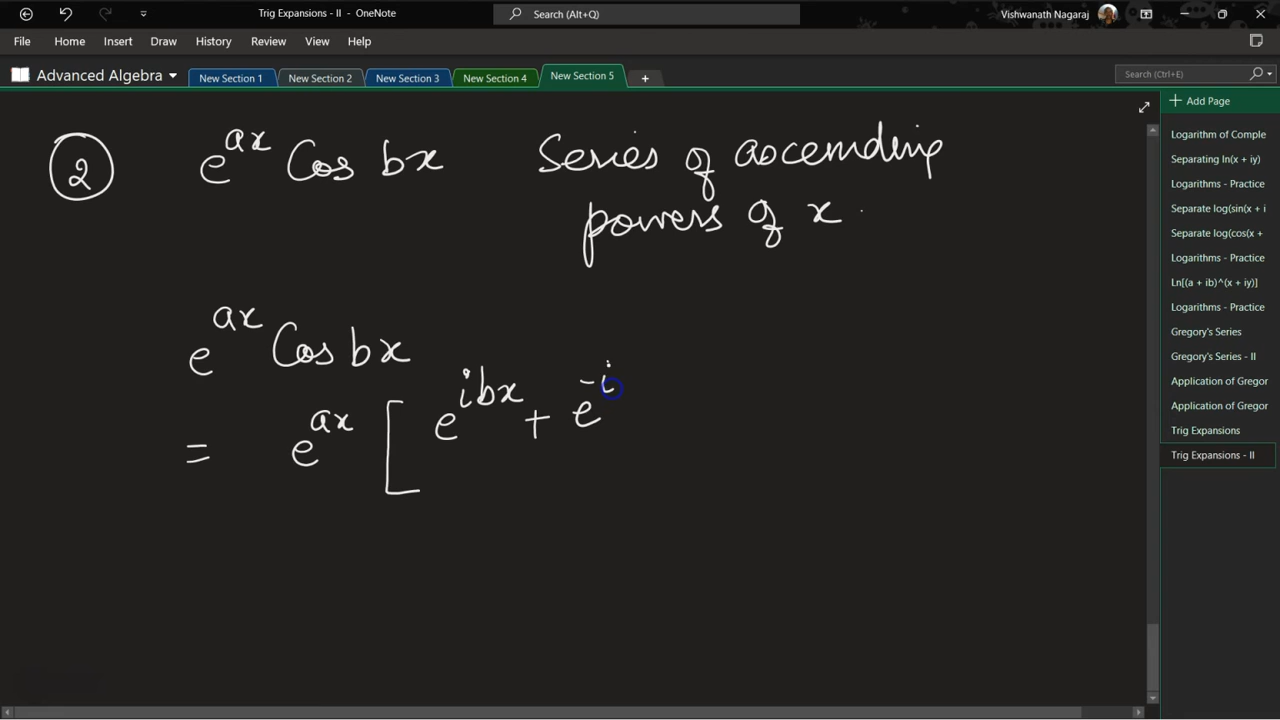 Trig Expansions - II - OneNote
Search (Alt+Q)
Vishwanath Nagaraj
File Home Insert Draw History Review View Help
Advanced Algebra
New Section 1 New Section 2 New Section 3 New Section 4 New Section 5 +
Search (Ctrl+E)
Add Page
Logarithm of Comple
Separating ln(x + iy)
Logarithms - Practice
Separate log(sin(x + i
Separate log(cos(x +
Logarithms - Practice
Ln[(a + ib)^(x + iy)]
Logarithms - Practice
Gregory's Series
Gregory's Series - II
Application of Gregor
Application of Gregor
Trig Expansions
Trig Expansions - II
2 e^{ax} Cos bx Series of ascending
powers of x.
e^{ax} Cos bx
= e^{ax} [ e^{ibx} + e^{-i